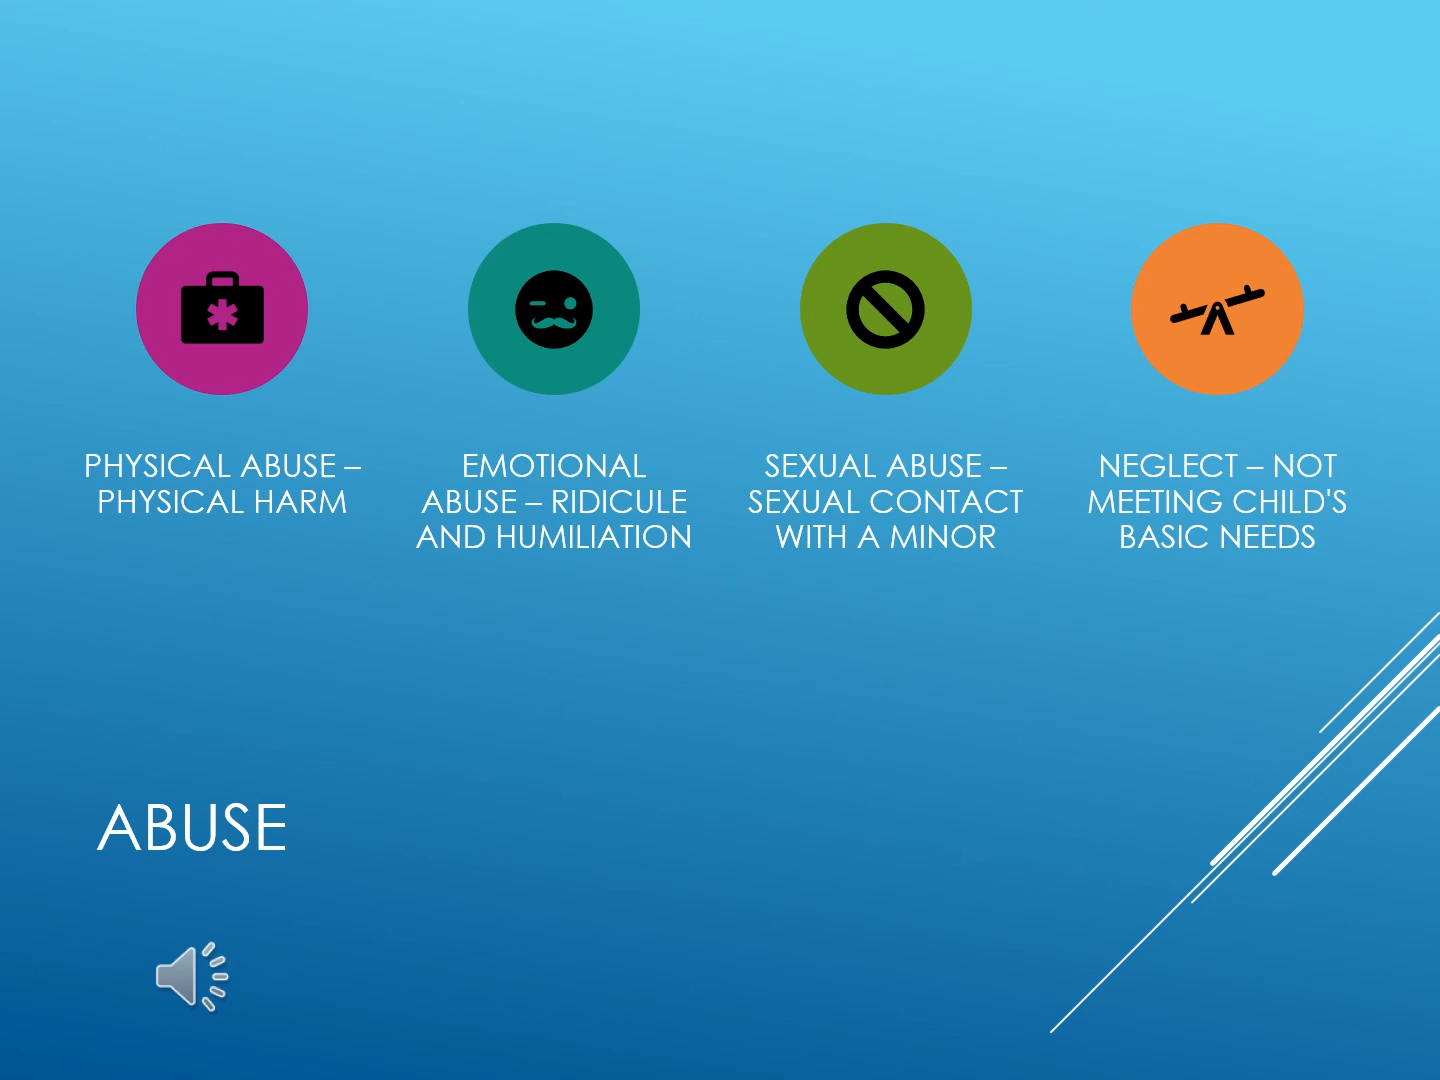 PHYSICAL ABUSE –
PHYSICAL HARM
EMOTIONAL
ABUSE – RIDICULE
AND HUMILIATION
SEXUAL ABUSE –
SEXUAL CONTACT
WITH A MINOR
NEGLECT – NOT
MEETING CHILD'S
BASIC NEEDS
ABUSE